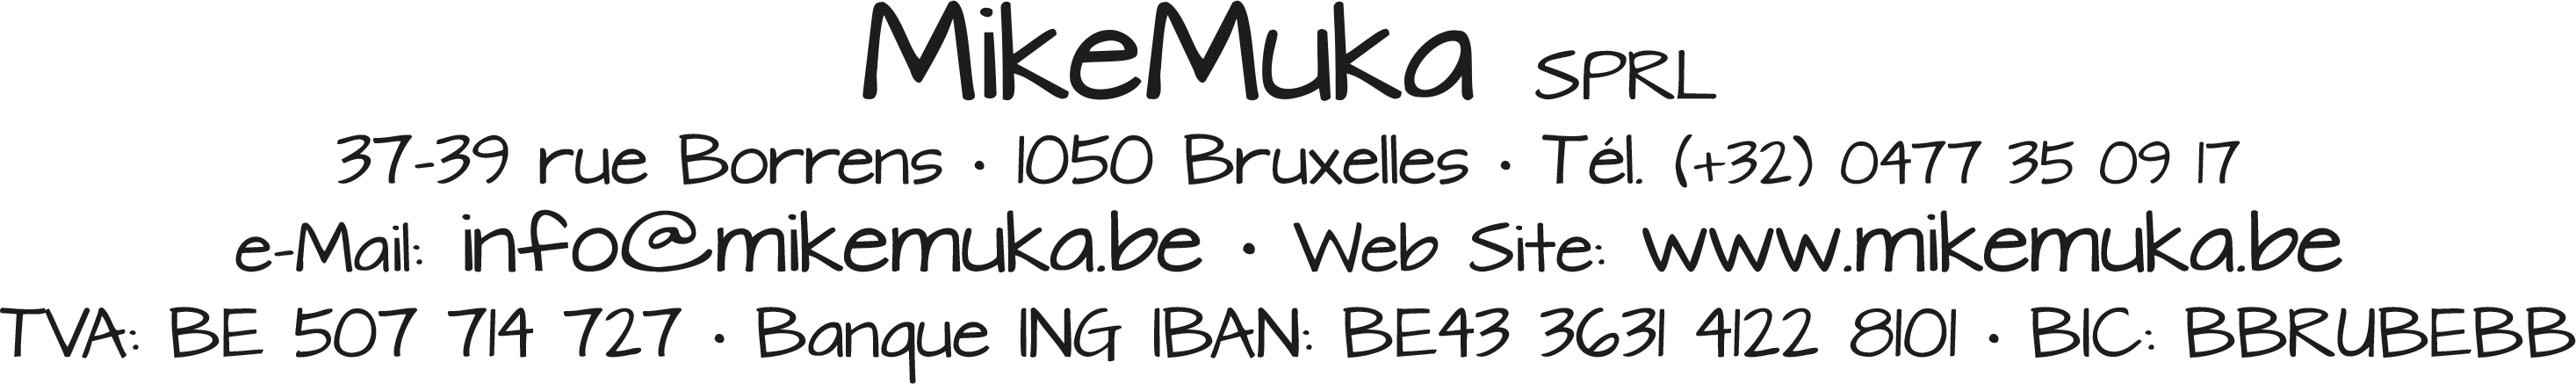 MikeMuka SPRL
37-39 rue Borrens • 1050 Bruxelles • Tél. (+32) 0477 35 09 17
e-Mail: info@mikemuka.be • Web Site: www.mikemuka.be
TVA: BE 507 714 727 • Banque ING IBAN: BE43 3631 4122 8101 • BIC: BBRUBEBB